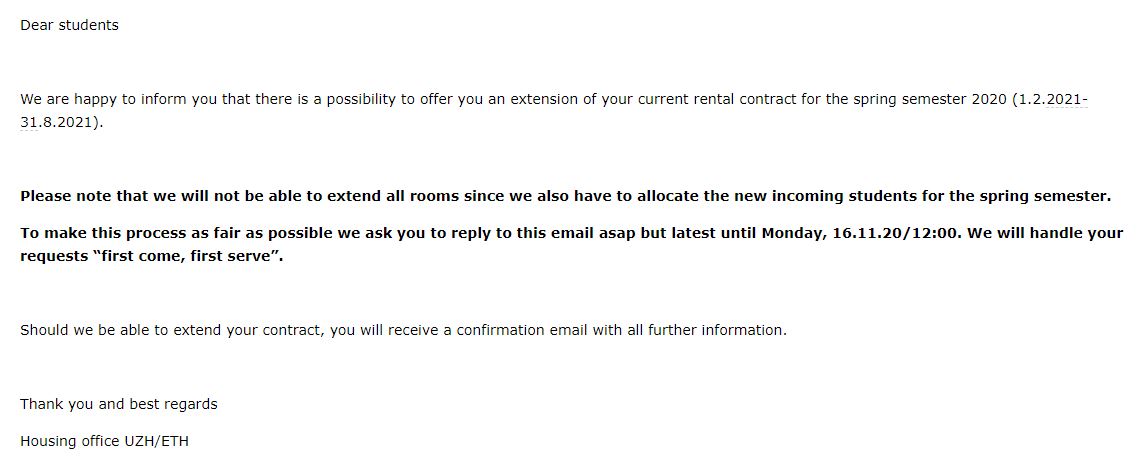 Dear students
We are happy to inform you that there is a possibility to offer you an extension of your current rental contract for the spring semester 2020 (1.2.2021-
31.8.2021).
Please note that we will not be able to extend all rooms since we also have to allocate the new incoming students for the spring semester.
To make this process as fair as possible we ask you to reply to this email asap but latest until Monday, 16.11.20/12:00. We will handle your
requests “first come, first serve”.
Should we be able to extend your contract, you will receive a confirmation email with all further information.
Thank you and best regards
Housing office UZH/ETH